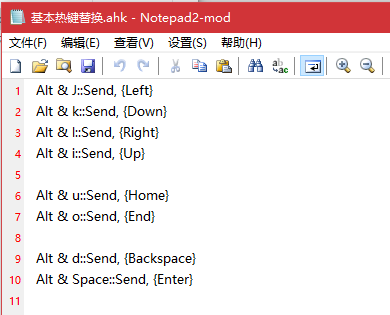 基本热键替换.ahk - Notepad2-mod
文件(F) 编辑(E) 查看(V) 设置(S) 帮助(H)
1 Alt & J::Send, {Left}
2 Alt & k::Send, {Down}
3 Alt & l::Send, {Right}
4 Alt & i::Send, {Up}
5
6 Alt & u::Send, {Home}
7 Alt & o::Send, {End}
8
9 Alt & d::Send, {Backspace}
10 Alt & Space::Send, {Enter}
11